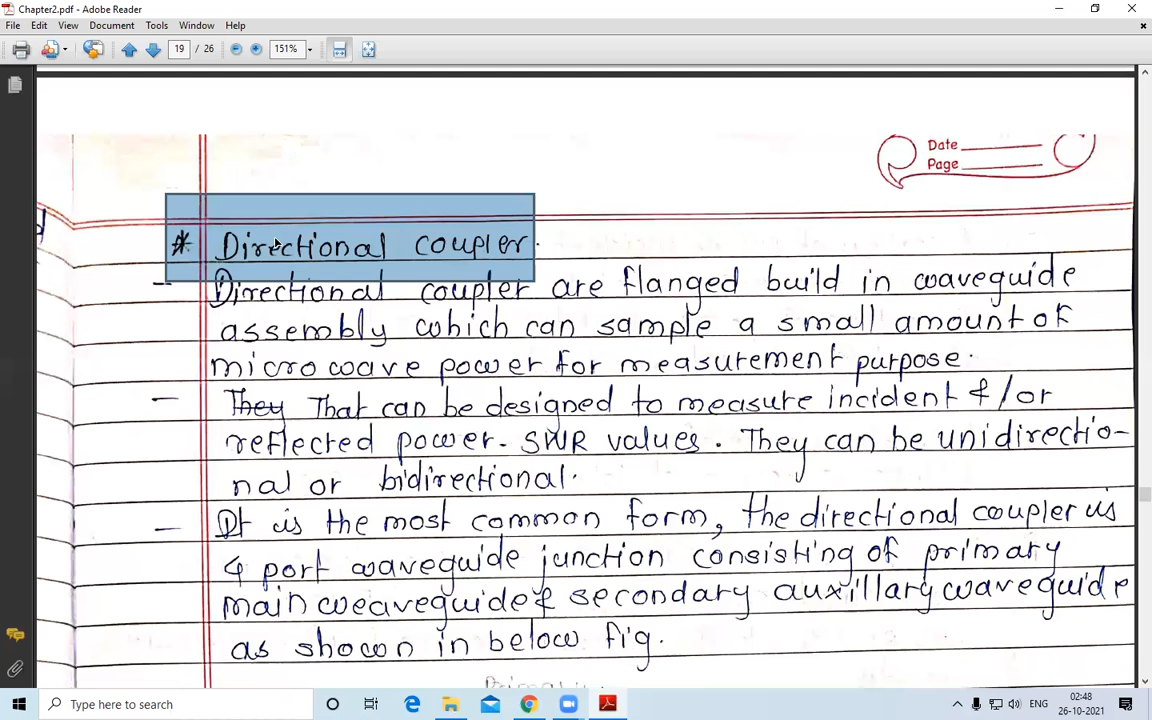 Chapter2.pdf - Adobe Reader
File Edit View Document Tools Window Help
19 / 26 151%
Date
Page
* Directional coupler.
- Directional coupler are flanged build in waveguide
assembly which can sample a small amount of
microwave power for measurement purpose.
- They That can be designed to measure incident & /or
reflected power. SWR values. They can be unidirectio-
nal or bidirectional.
- It is the most common form, the directional coupler is
4 port waveguide junction consisting of primary
main weaveguide & secondary auxillary waveguide
as shown in below fig.
Type here to search
ENG
02:48
26-10-2021